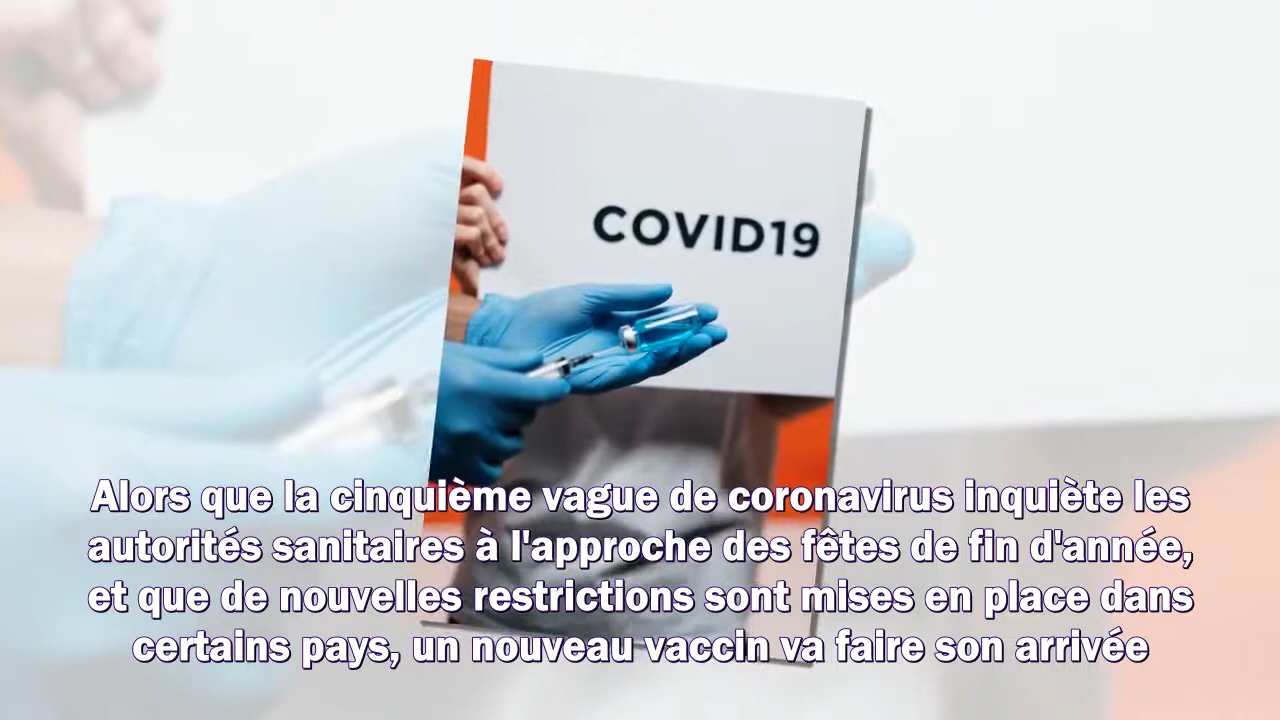 COVID19
Alors que la cinquième vague de coronavirus inquiète les
autorités sanitaires à l'approche des fêtes de fin d'année,
et que de nouvelles restrictions sont mises en place dans
certains pays, un nouveau vaccin va faire son arrivée